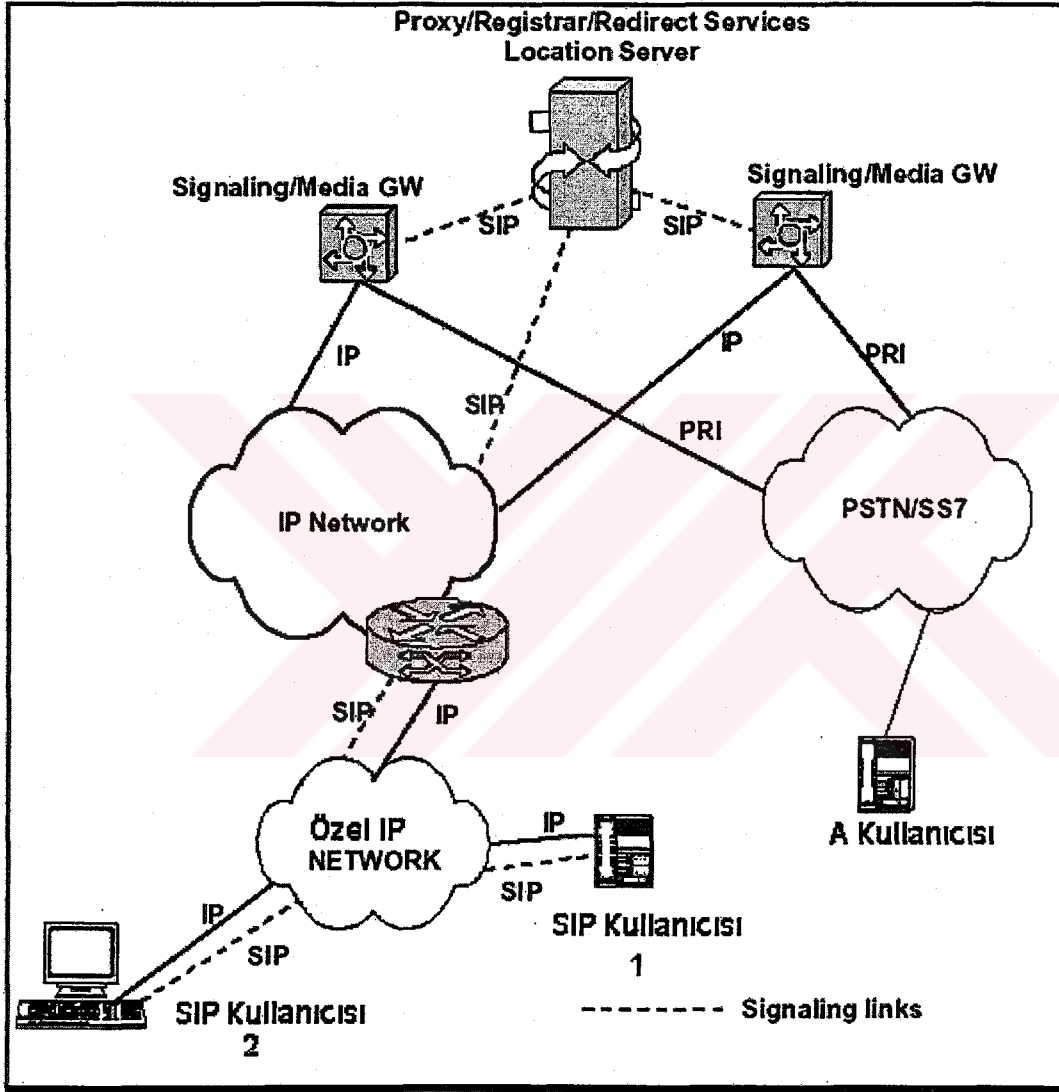 Proxy/Registrar/Redirect Services
Location Server
Signaling/Media GW
Signaling/Media GW
SIP
SIP
IP
IP
PRI
SIP
PRI
IP Network
PSTN/SS7
SIP
IP
Özel IP
NETWORK
IP
SIP
A Kullanıcısı
IP
SIP
SIP Kullanıcısı
1
SIP Kullanıcısı
2
Signaling links